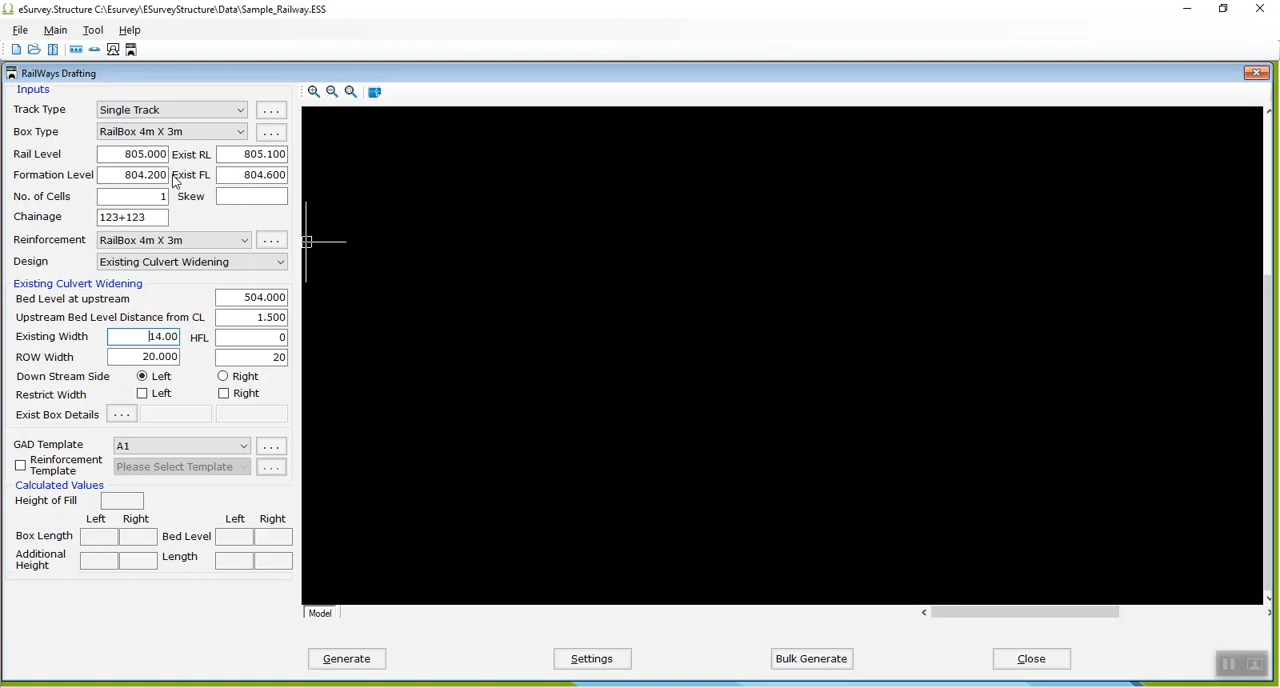 eSurvey.Structure C:\Esurvey\ESurveyStructure\Data\Sample_Railway.ESS
File Main Tool Help
RailWays Drafting
Inputs
Track Type Single Track ...
Box Type RailBox 4m X 3m ...
Rail Level 805.000 Exist RL 805.100
Formation Level 804.200 Exist FL 804.600
No. of Cells 1 Skew
Chainage 123+123
Reinforcement RailBox 4m X 3m ...
Design Existing Culvert Widening
Existing Culvert Widening
Bed Level at upstream 504.000
Upstream Bed Level Distance from CL 1.500
Existing Width 14.00 HFL 0
ROW Width 20.000 20
Down Stream Side Left Right
Restrict Width Left Right
Exist Box Details ...
GAD Template A1 ...
Reinforcement Template Please Select Template ...
Calculated Values
Height of Fill
Left Right Left Right
Box Length Bed Level
Additional Height Length
Model
Generate Settings Bulk Generate Close